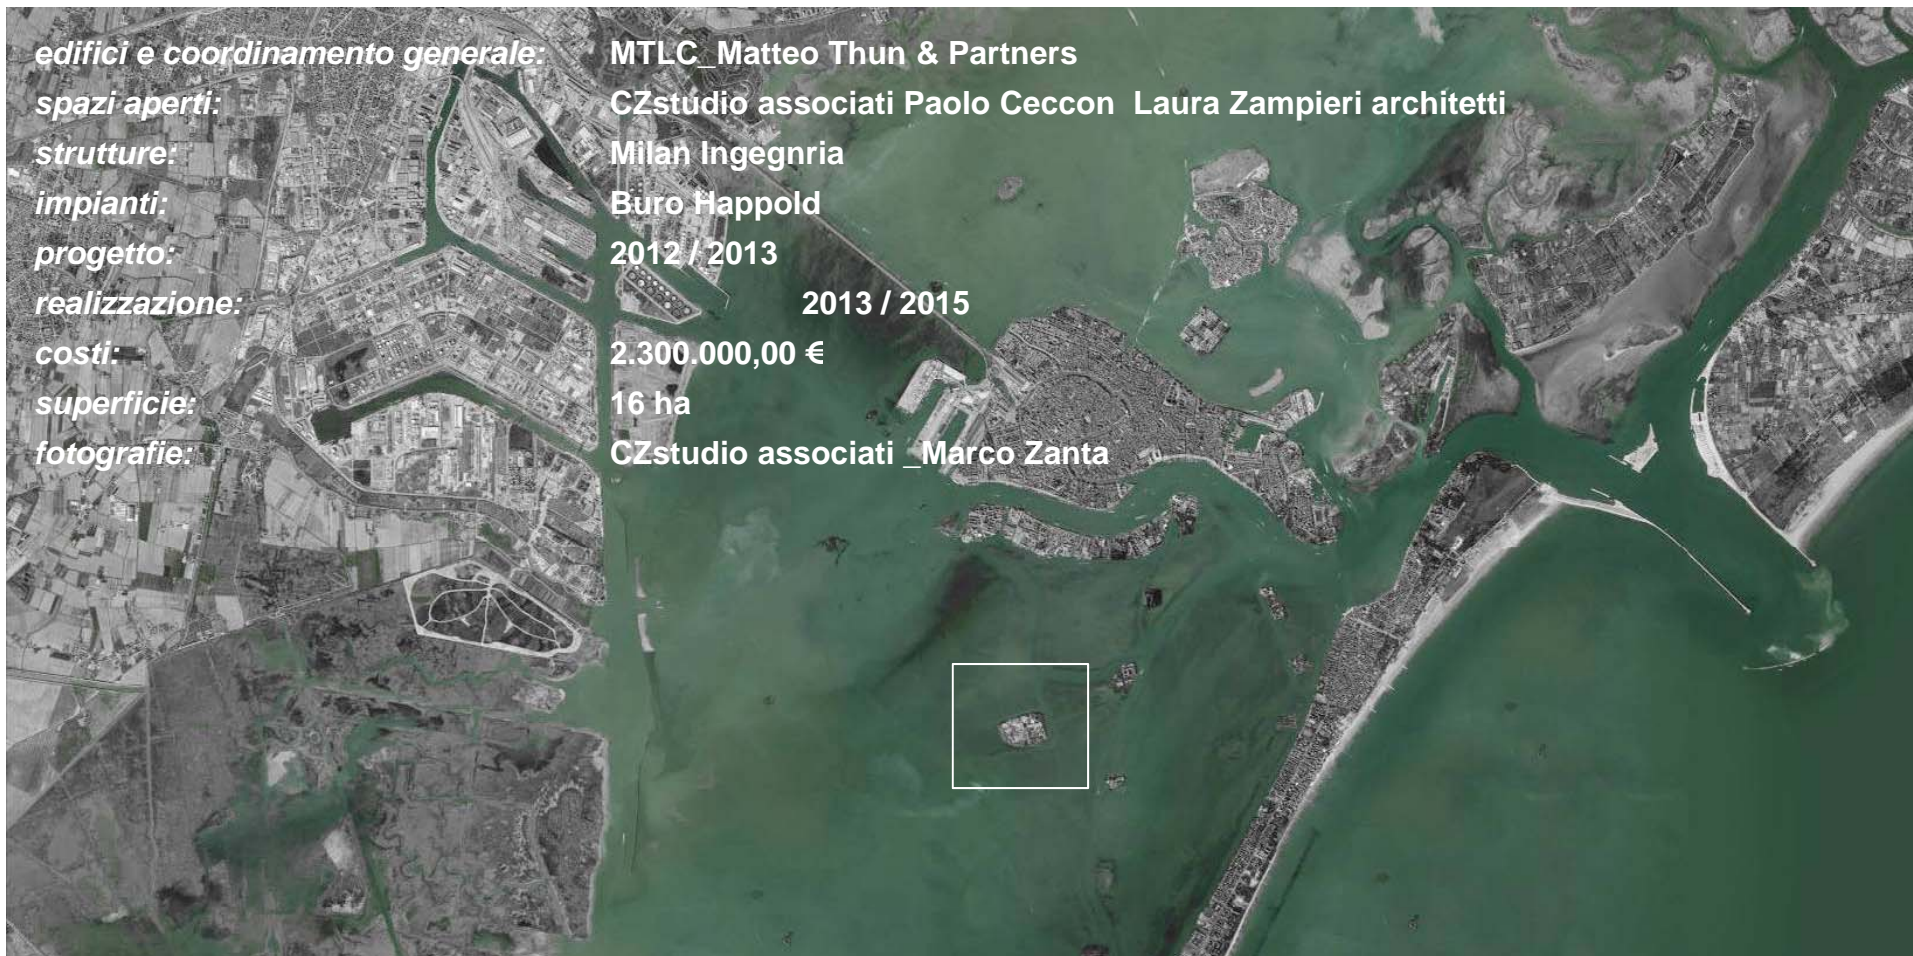 edifici e coordinamento generale: MTLC_Matteo Thun & Partners
spazi aperti: CZstudio associati Paolo Ceccon Laura Zampieri architetti
strutture: Milan Ingegnria
impianti: Buro Happold
progetto: 2012 / 2013
realizzazione: 2013 / 2015
costi: 2.300.000,00 €
superficie: 16 ha
fotografie: CZstudio associati _Marco Zanta